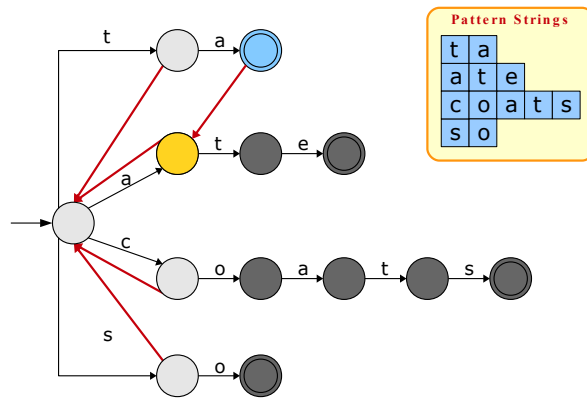 Pattern Strings
t a
a t e
c o a t s
s o
t a
a t e
c o a t s
s o